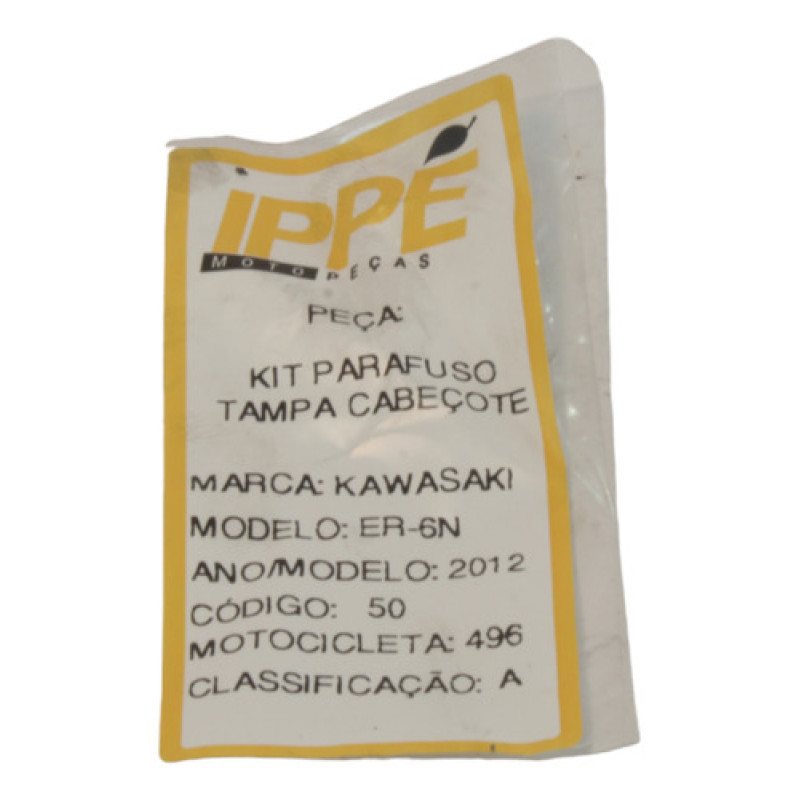 IPPÉ
MOTO PEÇAS
PEÇA:
KIT PARAFUSO
TAMPA CABEÇOTE
MARCA: KAWASAKI
MODELO: ER-6N
ANO/MODELO: 2012
CÓDIGO: 50
MOTOCICLETA: 496
CLASSIFICAÇÃO: A